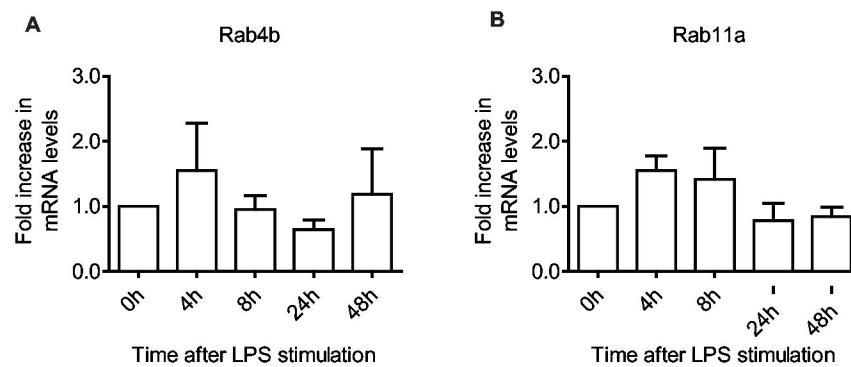 A
Rab4b
Fold increase in
mRNA levels
3.0
2.0
1.0
0.0
0h
4h
8h
24h
48h
Time after LPS stimulation
B
Rab11a
Fold increase in
mRNA levels
3.0
2.0
1.0
0.0
0h
4h
8h
24h
48h
Time after LPS stimulation